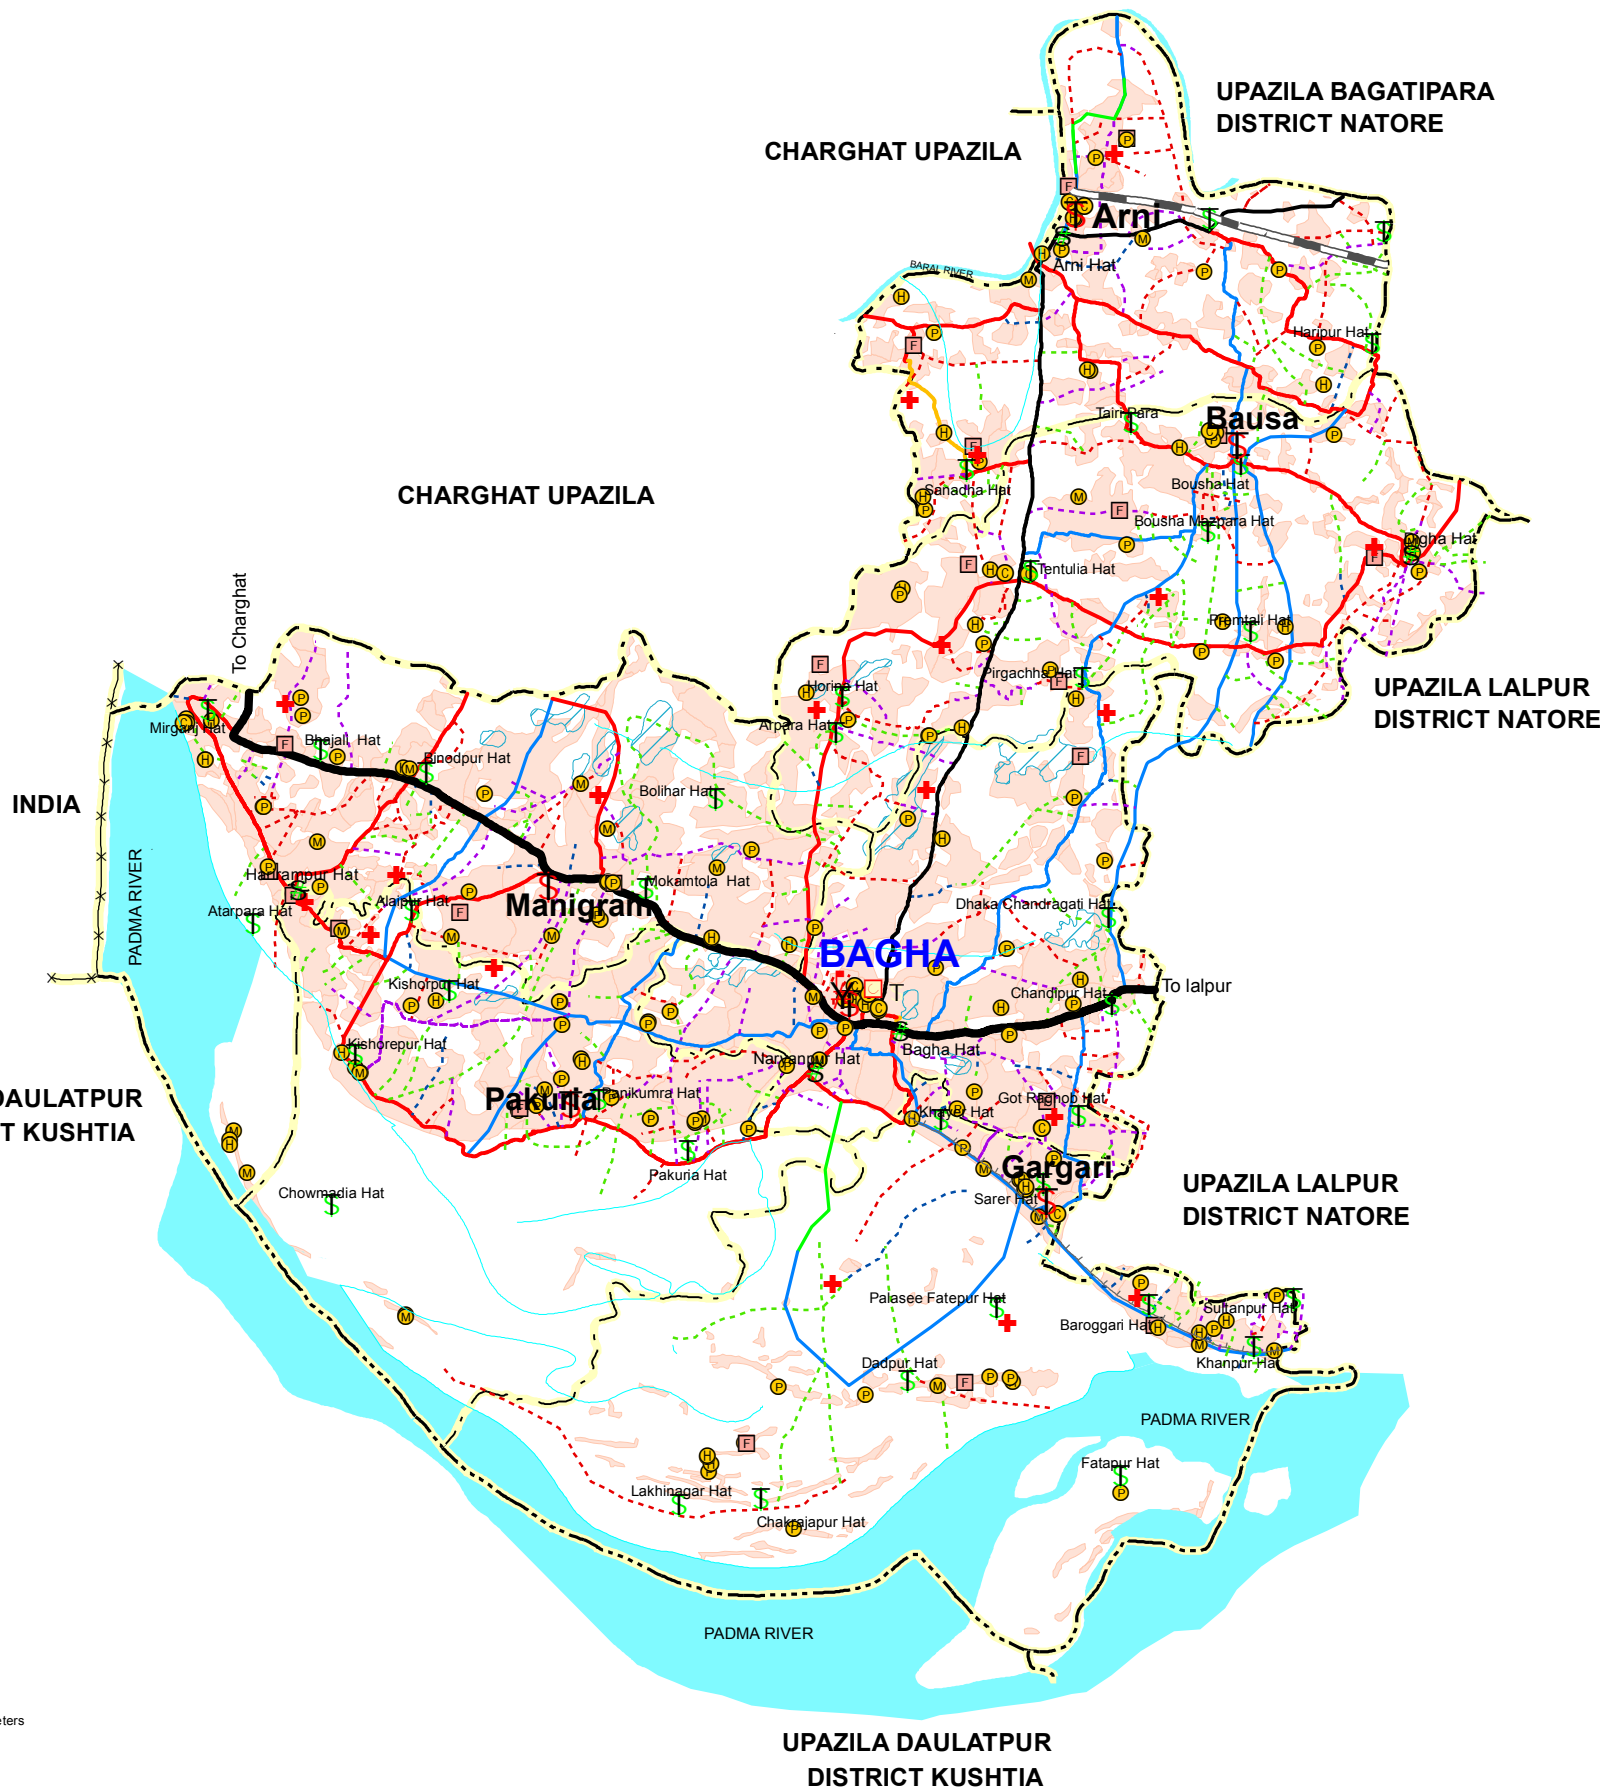 UPAZILA BAGATIPARA
DISTRICT NATORE
CHARGHAT UPAZILA
Arni
Arni Hat
BARAL RIVER
Haripur Hat
Tairi Para
Bausa
Bousha Hat
Sanadha Hat
Bousha Mazpara Hat
CHARGHAT UPAZILA
Digha Hat
Tentulia Hat
To Charghat
Premtali Hat
Pirgachha Hat
Horina Hat
UPAZILA LALPUR
DISTRICT NATORE
Arpara Hat
Mirganj Hat
Bhajali Hat
Binodpur Hat
Bolihar Hat
INDIA
PADMA RIVER
Harirampur Hat
Mokamtola Hat
Alaipur Hat
Atarpara Hat
Manigram
Dhaka Chandragati Hat
BAGHA
Kishorpur Hat
Chandipur Hat
To lalpur
Kishorepur Hat
Bagha Hat
Naryanpur Hat
DAULATPUR
T KUSHTIA
Pakuria
Panikumra Hat
Got Raghob Hat
Khayer Hat
Gargari
Pakuria Hat
Sarer Hat
Chowmadia Hat
UPAZILA LALPUR
DISTRICT NATORE
Palasee Fatepur Hat
Sultanpur Hat
Baroggari Hat
Khanpur Hat
Dadpur Hat
PADMA RIVER
Fatapur Hat
Lakhinagar Hat
Chakrajapur Hat
PADMA RIVER
eters
UPAZILA DAULATPUR
DISTRICT KUSHTIA